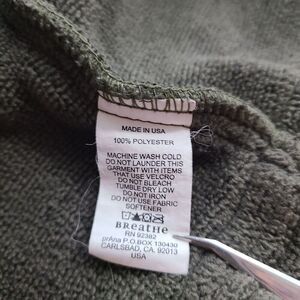 MADE IN USA
100% POLYESTER
MACHINE WASH COLD
DO NOT LAUNDER THIS
GARMENT WITH ITEMS
THAT USE VELCRO
DO NOT BLEACH
TUMBLE DRY LOW
DO NOT IRON
DO NOT USE FABRIC
SOFTENER
BREATHE
RN 92382
prAna P.O.BOX 130430
CARLSBAD, CA. 92013
USA